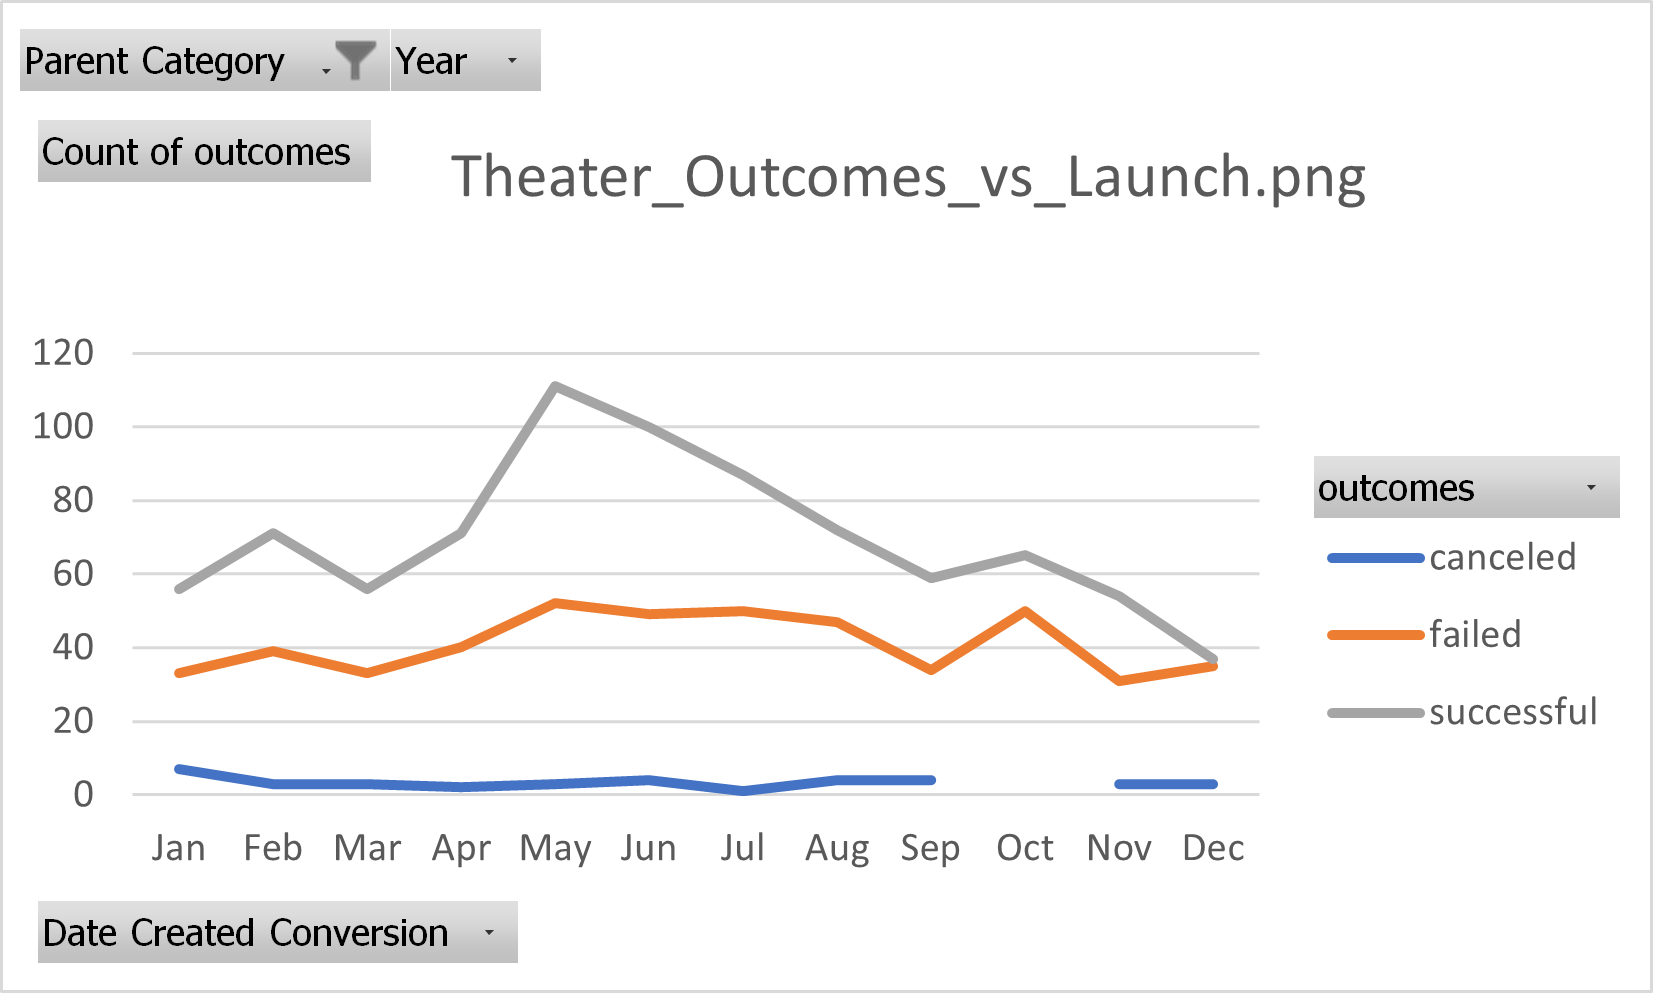 Parent Category Year
Count of outcomes
Theater_Outcomes_vs_Launch.png
120
100
80
60
40
20
0
Jan Feb Mar Apr May Jun Jul Aug Sep Oct Nov Dec
outcomes
canceled
failed
successful
Date Created Conversion